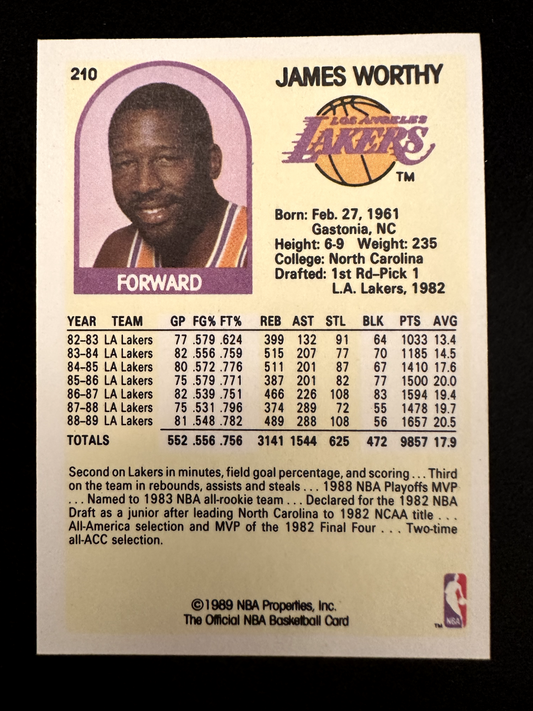 210
JAMES WORTHY
LOS ANGELES
LAKERS
TM
Born: Feb. 27, 1961
Gastonia, NC
Height: 6-9 Weight: 235
College: North Carolina
Drafted: 1st Rd–Pick 1
L.A. Lakers, 1982
FORWARD
YEAR TEAM GP FG% FT% REB AST STL BLK PTS AVG
82–83 LA Lakers 77 .579 .624 399 132 91 64 1033 13.4
83–84 LA Lakers 82 .556 .759 515 207 77 70 1185 14.5
84–85 LA Lakers 80 .572 .776 511 201 87 67 1410 17.6
85–86 LA Lakers 75 .579 .771 387 201 82 77 1500 20.0
86–87 LA Lakers 82 .539 .751 466 226 108 83 1594 19.4
87–88 LA Lakers 75 .531 .796 374 289 72 55 1478 19.7
88–89 LA Lakers 81 .548 .782 489 288 108 56 1657 20.5
TOTALS 552 .556 .756 3141 1544 625 472 9857 17.9
Second on Lakers in minutes, field goal percentage, and scoring . . . Third
on the team in rebounds, assists and steals . . . 1988 NBA Playoffs MVP
. . . Named to 1983 NBA all-rookie team . . . Declared for the 1982 NBA
Draft as a junior after leading North Carolina to 1982 NCAA title . . .
All-America selection and MVP of the 1982 Final Four . . . Two-time
all-ACC selection.
©1989 NBA Properties, Inc.
The Official NBA Basketball Card
TM
NBA